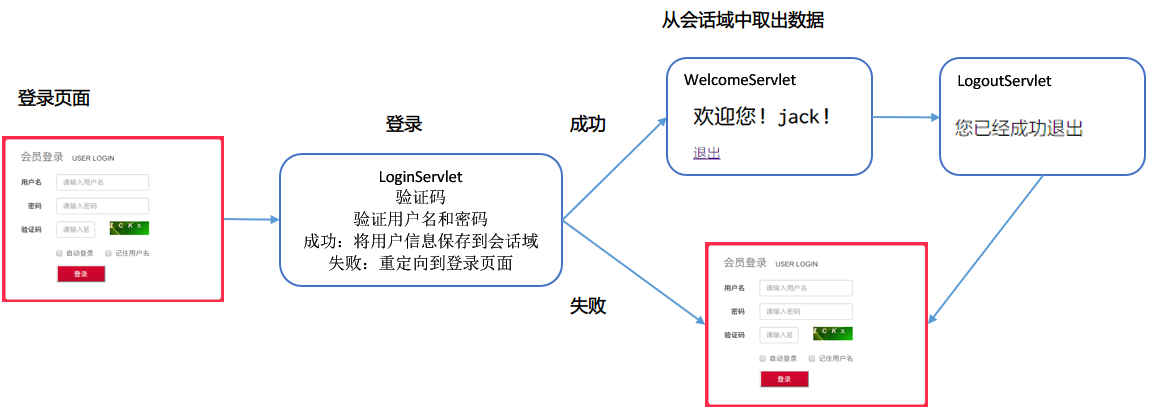 从会话域中取出数据
登录页面
会员登录 USER LOGIN
用户名 请输入用户名
密码 请输入密码
验证码 请输入验 ZCKX
自动登录 记住用户名
登录
登录
LoginServlet
验证码
验证用户名和密码
成功：将用户信息保存到会话域
失败：重定向到登录页面
成功
失败
WelcomeServlet
欢迎您！jack！
退出
LogoutServlet
您已经成功退出
会员登录 USER LOGIN
用户名 请输入用户名
密码 请输入密码
验证码 请输入验 ZCKX
自动登录 记住用户名
登录